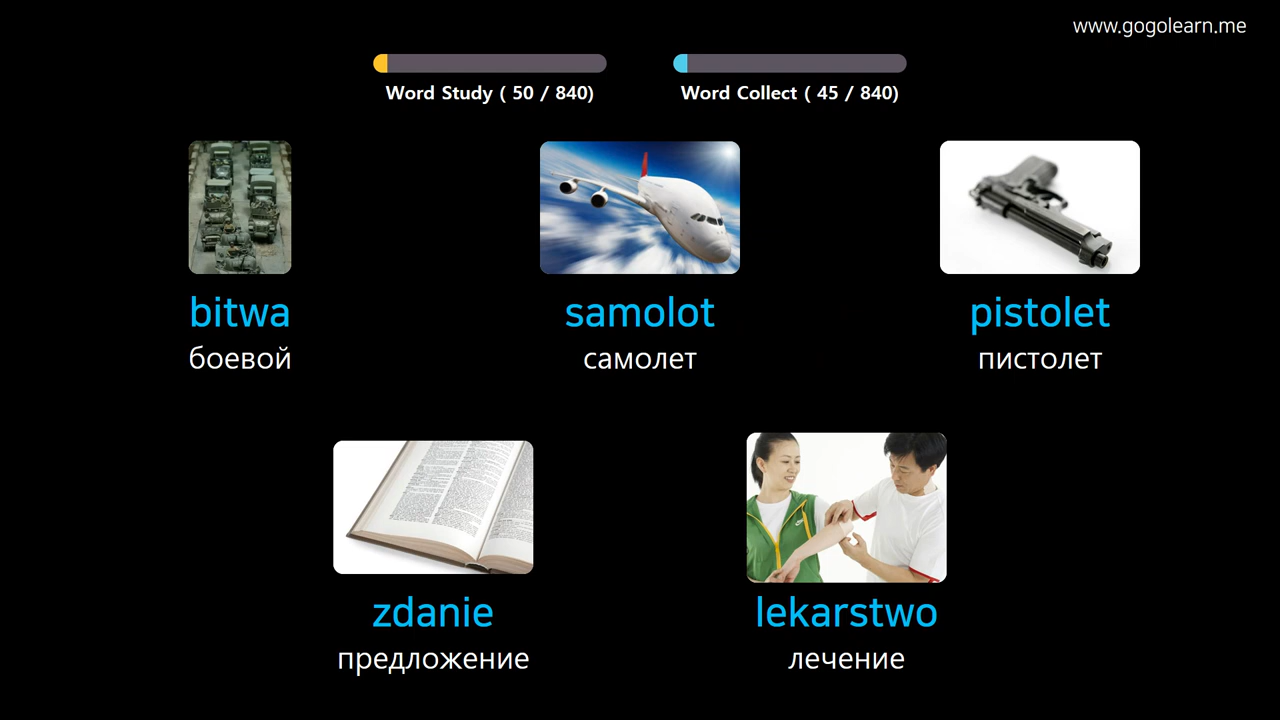 www.gogolearn.me
Word Study ( 50 / 840)
Word Collect ( 45 / 840)
bitwa
боевой
samolot
самолет
pistolet
пистолет
zdanie
предложение
lekarstwo
лечение